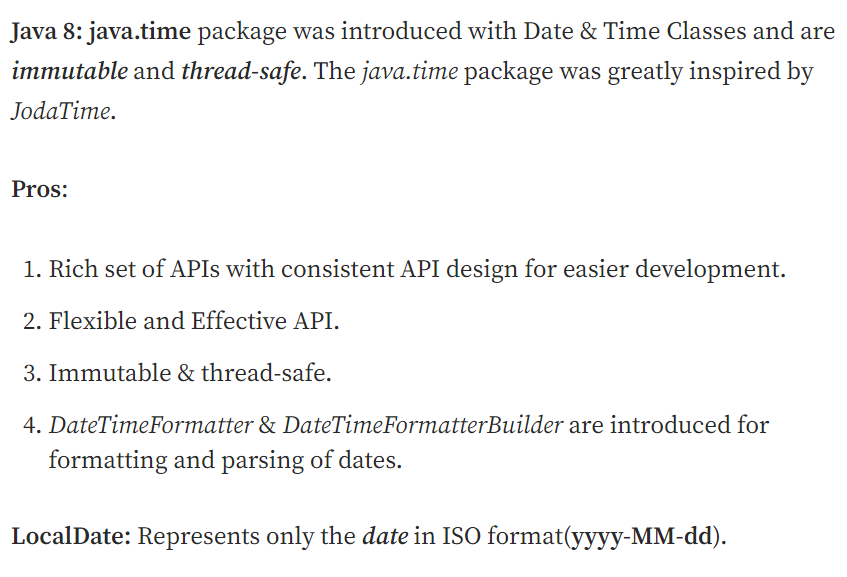 Java 8: java.time package was introduced with Date & Time Classes and are
immutable and thread-safe. The java.time package was greatly inspired by
JodaTime.
Pros:
1. Rich set of APIs with consistent API design for easier development.
2. Flexible and Effective API.
3. Immutable & thread-safe.
4. DateTimeFormatter & DateTimeFormatterBuilder are introduced for
formatting and parsing of dates.
LocalDate: Represents only the date in ISO format(yyyy-MM-dd).